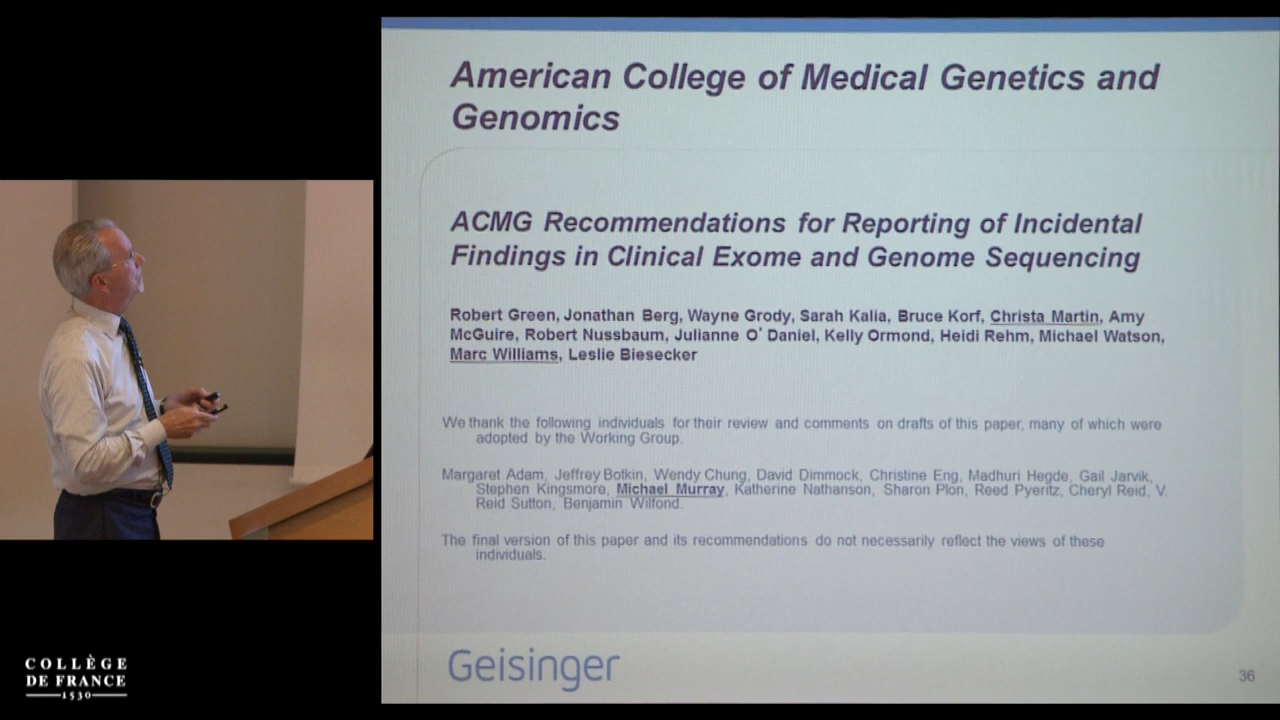 American College of Medical Genetics and
Genomics
ACMG Recommendations for Reporting of Incidental
Findings in Clinical Exome and Genome Sequencing
Robert Green, Jonathan Berg, Wayne Grody, Sarah Kalia, Bruce Korf, Christa Martin, Amy
McGuire, Robert Nussbaum, Julianne O' Daniel, Kelly Ormond, Heidi Rehm, Michael Watson,
Marc Williams, Leslie Biesecker
We thank the following individuals for their review and comments on drafts of this paper, many of which were
adopted by the Working Group.
Margaret Adam, Jeffrey Botkin, Wendy Chung, David Dimmock, Christine Eng, Madhuri Hegde, Gail Jarvik,
Stephen Kingsmore, Michael Murray, Katherine Nathanson, Sharon Plon, Reed Pyeritz, Cheryl Reid, V.
Reid Sutton, Benjamin Wilfond.
The final version of this paper and its recommendations do not necessarily reflect the views of these
individuals.
Geisinger
36
COLLÈGE
DE FRANCE
1530